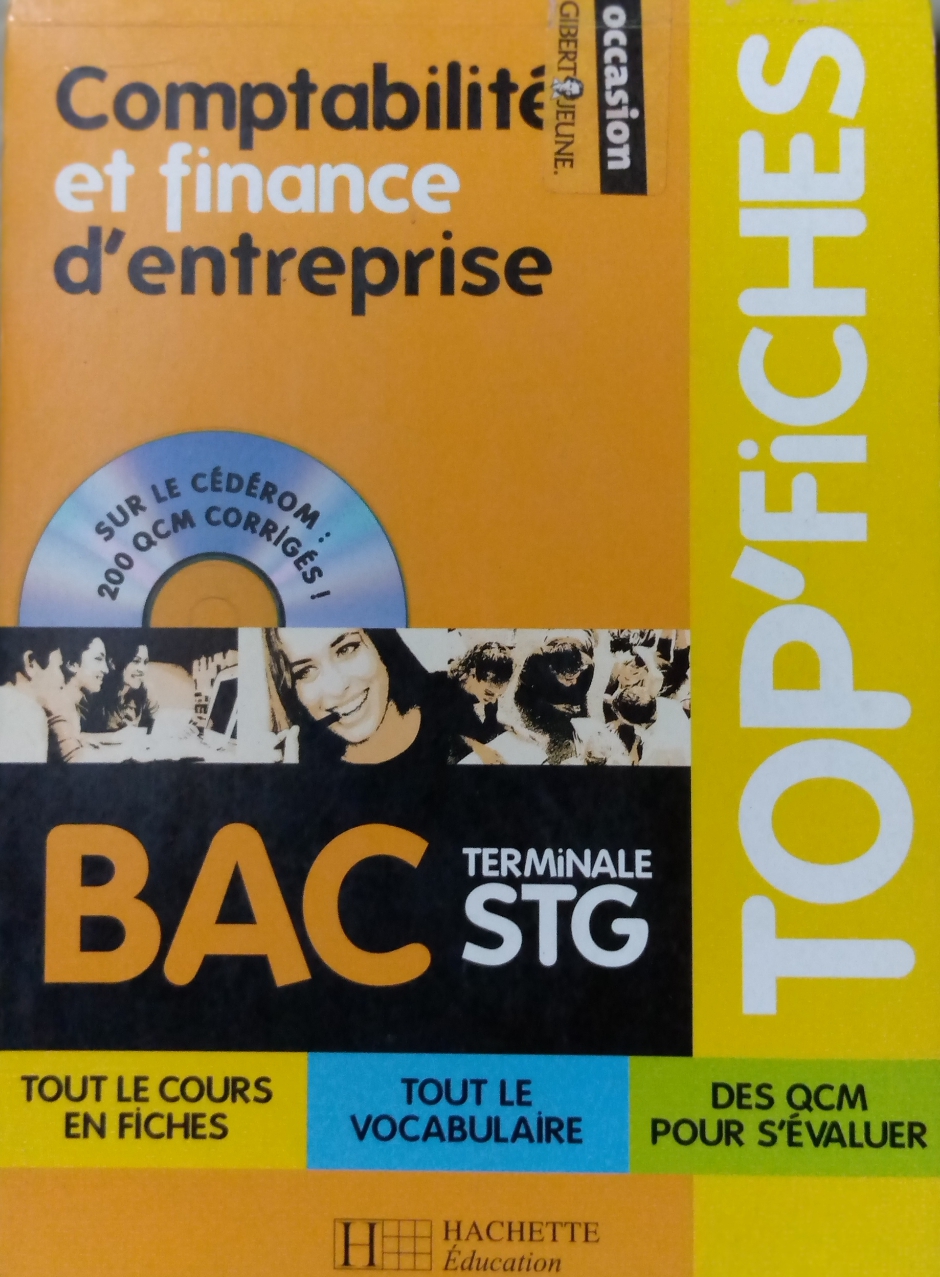 Comptabilité
et finance
d'entreprise
occasion
GIBERT JEUNE.
TOP'FiCHES
SUR LE CÉDÉROM :
200 QCM CORRiGÉS !
BAC
TERMiNALE
STG
TOUT LE COURS
EN FiCHES
TOUT LE
VOCABULAiRE
DES QCM
POUR S'ÉVALUER
H
HACHETTE
Éducation